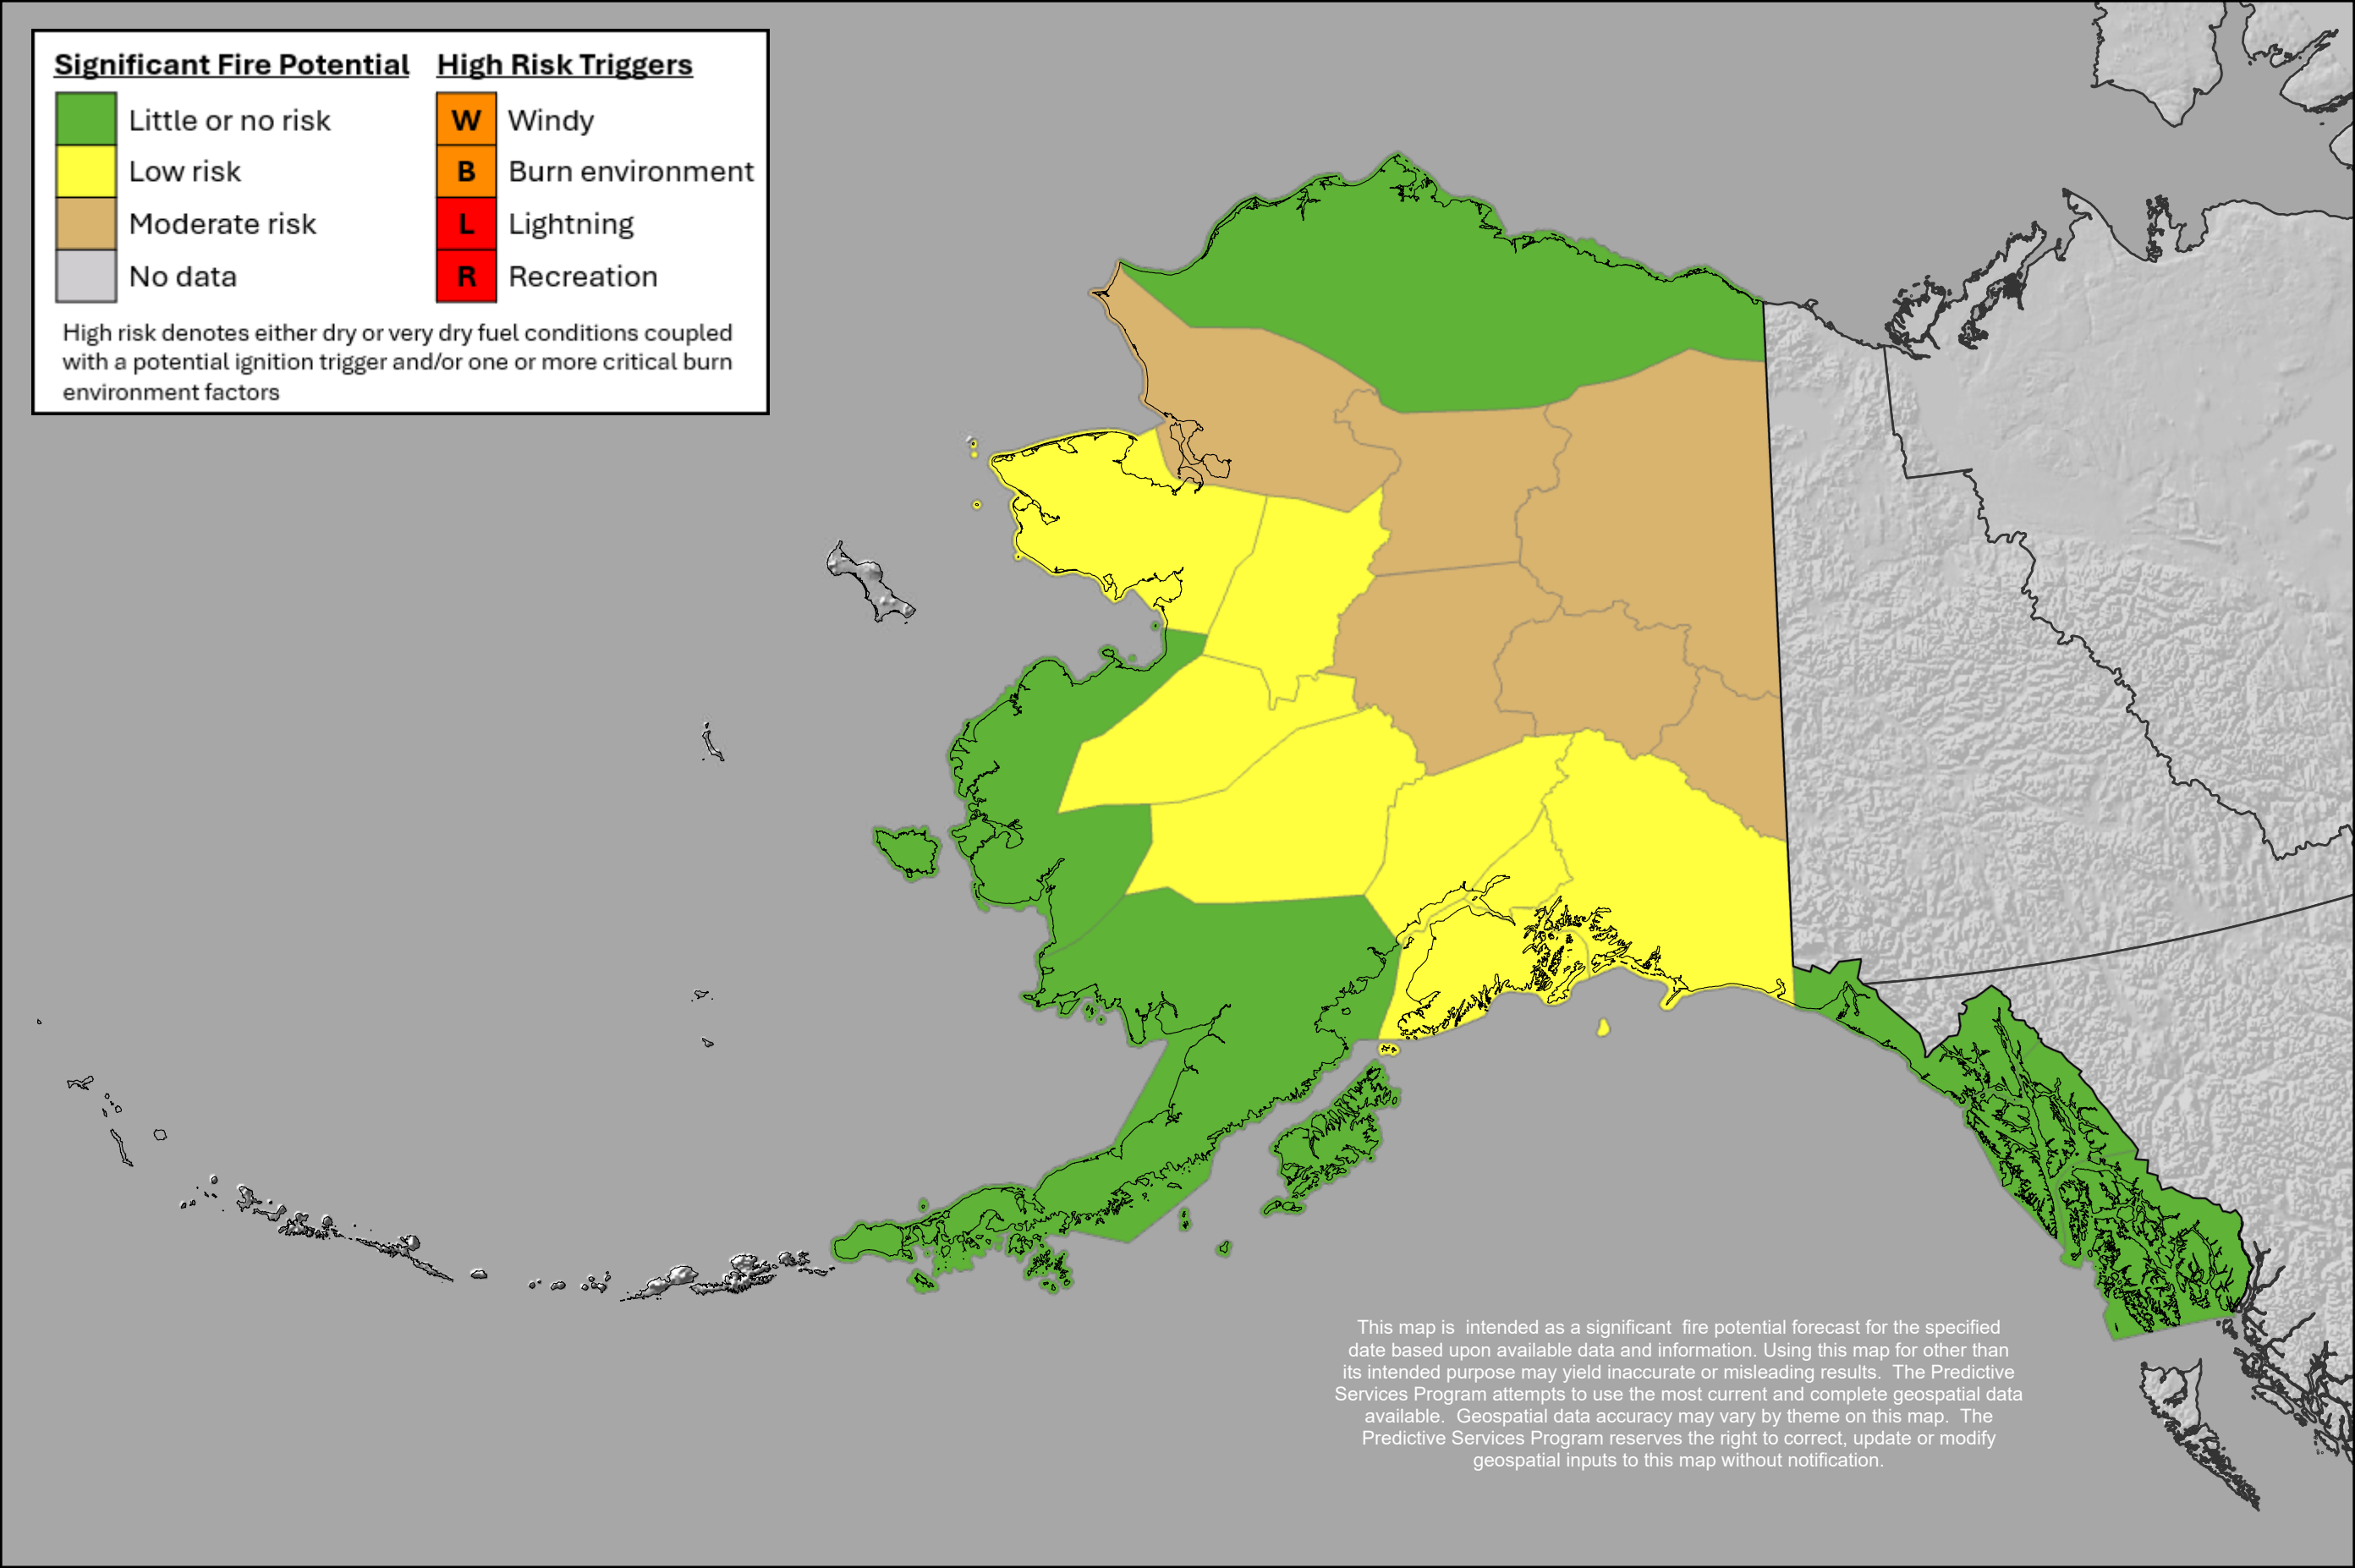 Significant Fire Potential
Little or no risk
Low risk
Moderate risk
No data
High Risk Triggers
W Windy
B Burn environment
L Lightning
R Recreation
High risk denotes either dry or very dry fuel conditions coupled
with a potential ignition trigger and/or one or more critical burn
environment factors
This map is intended as a significant fire potential forecast for the specified
date based upon available data and information. Using this map for other than
its intended purpose may yield inaccurate or misleading results. The Predictive
Services Program attempts to use the most current and complete geospatial data
available. Geospatial data accuracy may vary by theme on this map. The
Predictive Services Program reserves the right to correct, update or modify
geospatial inputs to this map without notification.